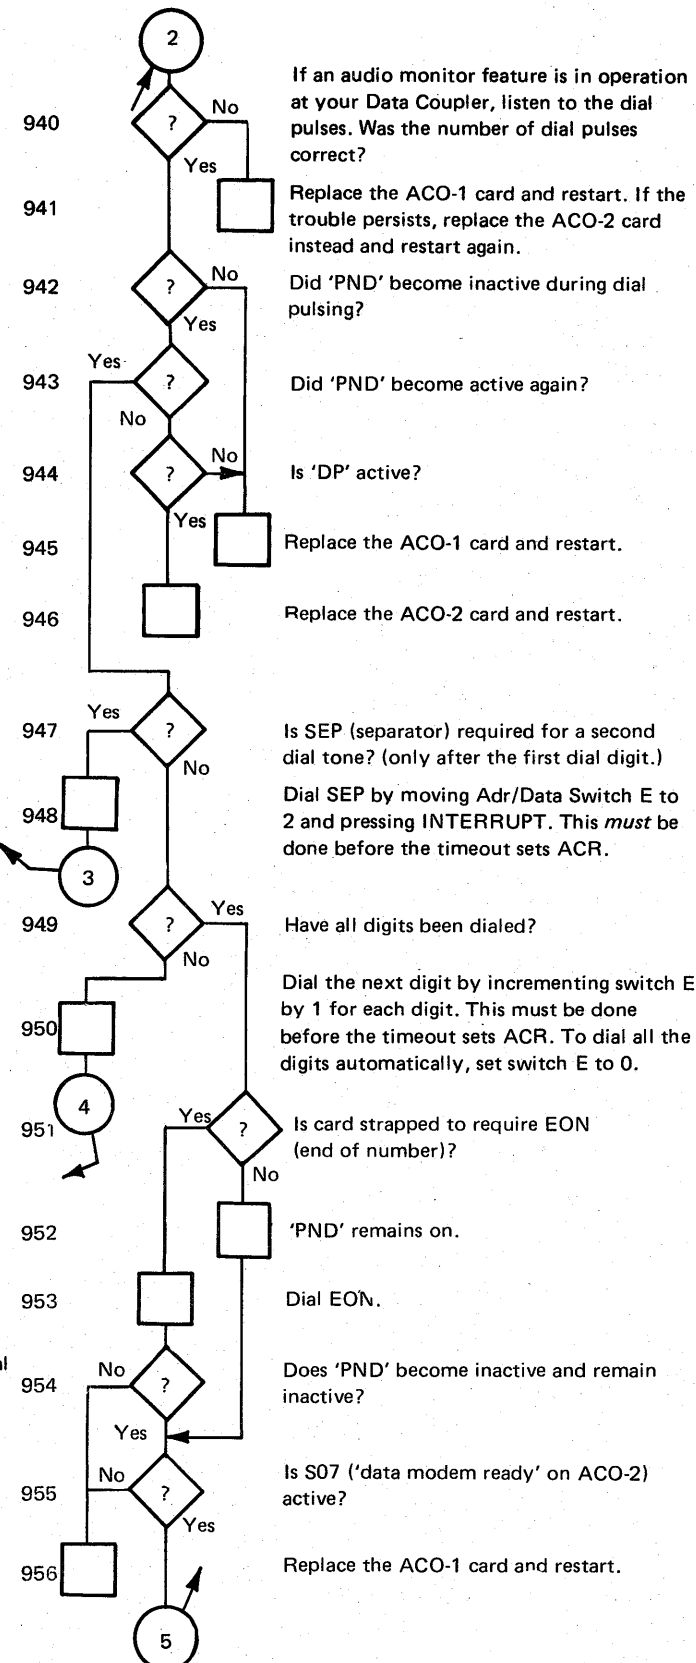 2
If an audio monitor feature is in operation
No
at your Data Coupler, listen to the dial
940
?
pulses. Was the number of dial pulses
correct?
Yes
941
Replace the ACO-1 card and restart. If the
trouble persists, replace the ACO-2 card
instead and restart again.
942
?
No
Did 'PND' become inactive during dial
pulsing?
Yes
Yes
943
?
Did 'PND' become active again?
No
944
?
No
Is 'DP' active?
Yes
945
Replace the ACO-1 card and restart.
946
Replace the ACO-2 card and restart.
Yes
947
?
Is SEP (separator) required for a second
dial tone? (only after the first dial digit.)
No
948
Dial SEP by moving Adr/Data Switch E to
2 and pressing INTERRUPT. This must be
done before the timeout sets ACR.
3
Yes
949
?
Have all digits been dialed?
No
950
Dial the next digit by incrementing switch E
by 1 for each digit. This must be done
before the timeout sets ACR. To dial all the
digits automatically, set switch E to 0.
4
Yes
951
?
Is card strapped to require EON
(end of number)?
No
952
'PND' remains on.
953
Dial EON.
No
954
?
Does 'PND' become inactive and remain
inactive?
Yes
No
955
?
Is S07 ('data modem ready' on ACO-2)
active?
Yes
956
Replace the ACO-1 card and restart.
5